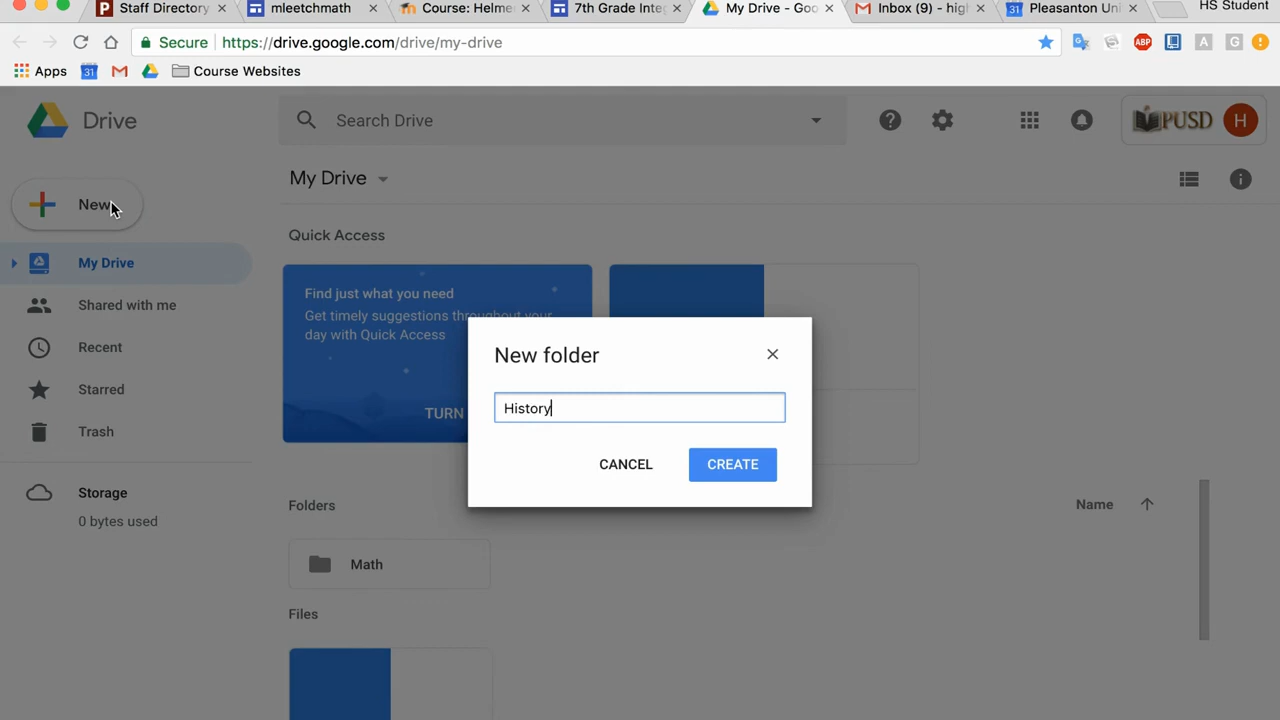 Staff Directory
mleetchmath
Course: Helme
7th Grade Integ
My Drive - Goo
Inbox (9) - high
Pleasanton Uni
HS Student
Secure
https://drive.google.com/drive/my-drive
ABP
A
G
Apps
31
Course Websites
Drive
Search Drive
PUSD
H
New
My Drive
My Drive
Shared with me
Recent
Starred
Trash
Storage
0 bytes used
Quick Access
Find just what you need
Get timely suggestions throughout your
day with Quick Access
TURN
New folder
History
CANCEL
CREATE
Folders
Name
Math
Files